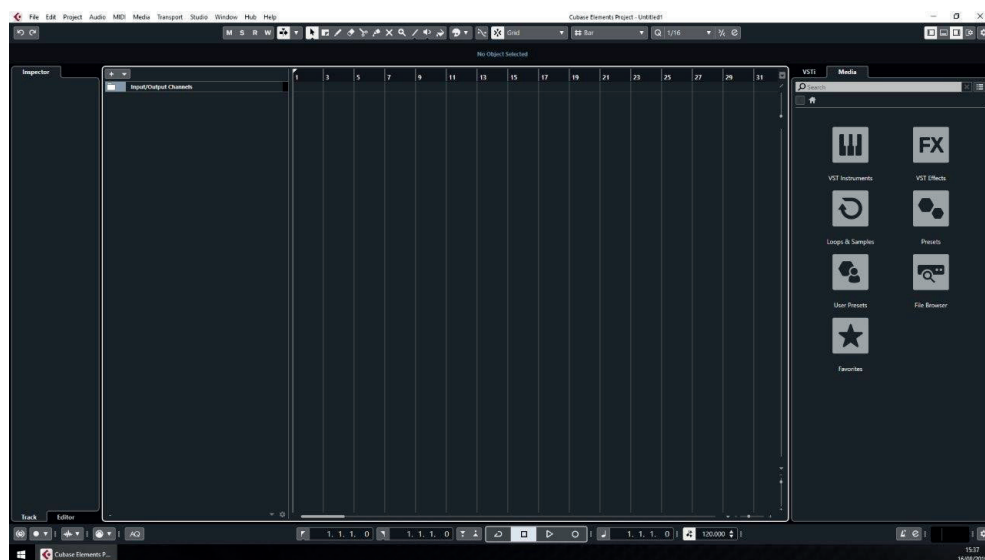 File Edit Project Audio MIDI Media Transport Studio Window Hub Help
Cubase Elements Project - Untitled1
M S R W
Grid
Bar
Q 1/16
No Object Selected
Inspector
1 3 5 7 9 11 13 15 17 19 21 23 25 27 29 31
VSTi Media
Input/Output Channels
Search
FX
VST Instruments VST Effects
Loops & Samples Presets
User Presets File Browser
Favorites
Track Editor
AQ
1. 1. 1. 0
1. 1. 1. 0
1. 1. 1. 0
120.000
Cubase Elements P...
15:37